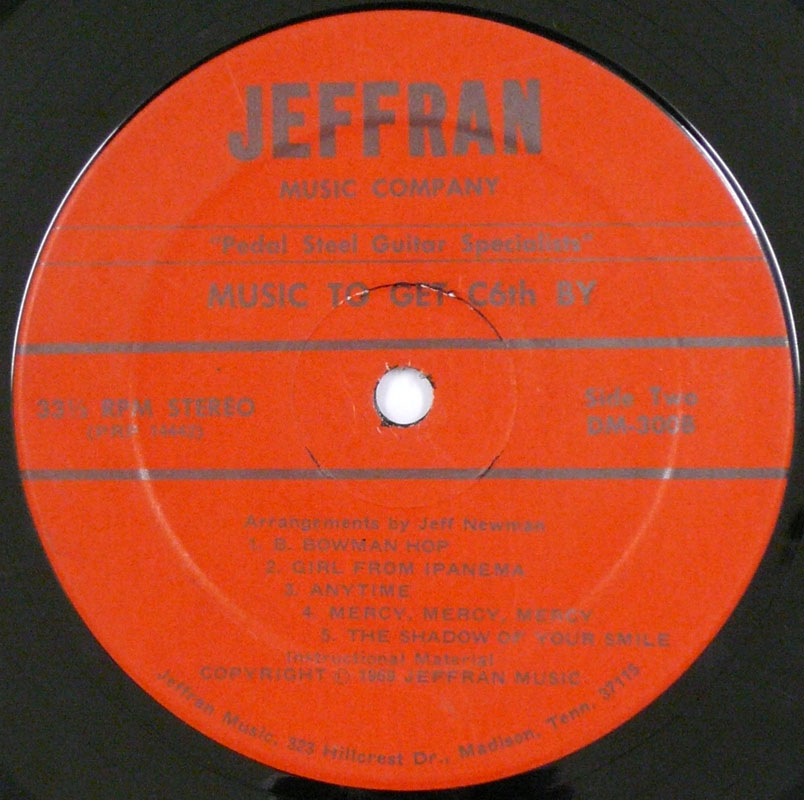 JEFFRAN
MUSIC COMPANY
"Pedal Steel Guitar Specialists"
MUSIC TO GET C6th BY
33⅓ RPM STEREO
Side Two
DM-300B
Arrangements by Jeff Newman
1. B. BOWMAN HOP
2. GIRL FROM IPANEMA
3. ANYTIME
4. MERCY, MERCY, MERCY
5. THE SHADOW OF YOUR SMILE
Instructional Material
COPYRIGHT © JEFFRAN MUSIC.
Jeffran Music, 323 Hillcrest Dr., Madison, Tenn. 37115.